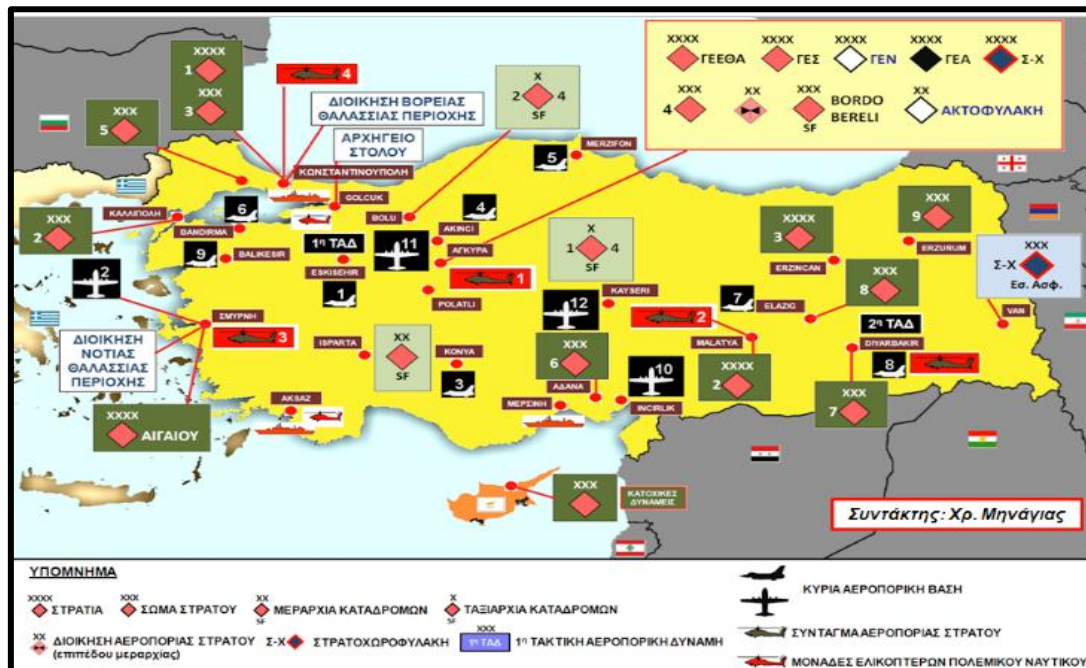 XXXX
1
XXX
3
XXX
5
4
ΔΙΟΙΚΗΣΗ ΒΟΡΕΙΑΣ
ΘΑΛΑΣΣΙΑΣ ΠΕΡΙΟΧΗΣ
ΑΡΧΗΓΕΙΟ
ΣΤΟΛΟΥ
X
2 4
SF
XXXX
ΓΕΕΘΑ
XXXX
ΓΕΣ
XXXX
ΓΕΝ
XXXX
ΓΕΑ
XXXX
Σ-Χ
XXX
4
XX
XXX
SF
BORDO
BERELI
XX
ΑΚΤΟΦΥΛΑΚΗ
ΚΩΝΣΤΑΝΤΙΝΟΥΠΟΛΗ
GOLCUK
BOLU
5
MERZIFON
XXX
2
ΚΑΛΛΙΠΟΛΗ
6
BANDIRMA
9
BALIKESIR
1η ΤΑΔ
ESKISEHIR
1
11
4
AKINCI
ΑΓΚΥΡΑ
1
POLATLI
X
1 4
SF
XXXX
3
ERZINCAN
XXX
9
ERZURUM
XXX
Σ-Χ
Εσ. Ασφ.
VAN
2
ΣΜΥΡΝΗ
3
ΔΙΟΙΚΗΣΗ
ΝΟΤΙΑΣ
ΘΑΛΑΣΣΙΑΣ
ΠΕΡΙΟΧΗΣ
XXXX
ΑΙΓΑΙΟΥ
ISPARTA
XX
SF
KONYA
3
AKSAZ
12
KAYSERI
2
MALATYA
7
ELAZIG
XXX
8
2η ΤΑΔ
DIYARBAKIR
8
XXX
6
ΑΔΑΝΑ
ΜΕΡΣΙΝΗ
10
INCIRLIK
XXXX
2
XXX
7
XXX
ΚΑΤΟΧΙΚΕΣ
ΔΥΝΑΜΕΙΣ
Συντάκτης: Χρ. Μηνάγιας
ΥΠΟΜΝΗΜΑ
XXXX
ΣΤΡΑΤΙΑ
XXX
ΣΩΜΑ ΣΤΡΑΤΟΥ
XX
SF
ΜΕΡΑΡΧΙΑ ΚΑΤΑΔΡΟΜΩΝ
X
SF
ΤΑΞΙΑΡΧΙΑ ΚΑΤΑΔΡΟΜΩΝ
XX
ΔΙΟΙΚΗΣΗ ΑΕΡΟΠΟΡΙΑΣ ΣΤΡΑΤΟΥ
(επιπέδου μεραρχίας)
Σ-Χ
ΣΤΡΑΤΟΧΩΡΟΦΥΛΑΚΗ
XXX
1η ΤΑΔ
1η ΤΑΚΤΙΚΗ ΑΕΡΟΠΟΡΙΚΗ ΔΥΝΑΜΗ
ΚΥΡΙΑ ΑΕΡΟΠΟΡΙΚΗ ΒΑΣΗ
ΣΥΝΤΑΓΜΑ ΑΕΡΟΠΟΡΙΑΣ ΣΤΡΑΤΟΥ
ΜΟΝΑΔΕΣ ΕΛΙΚΟΠΤΕΡΩΝ ΠΟΛΕΜΙΚΟΥ ΝΑΥΤΙΚΟΥ